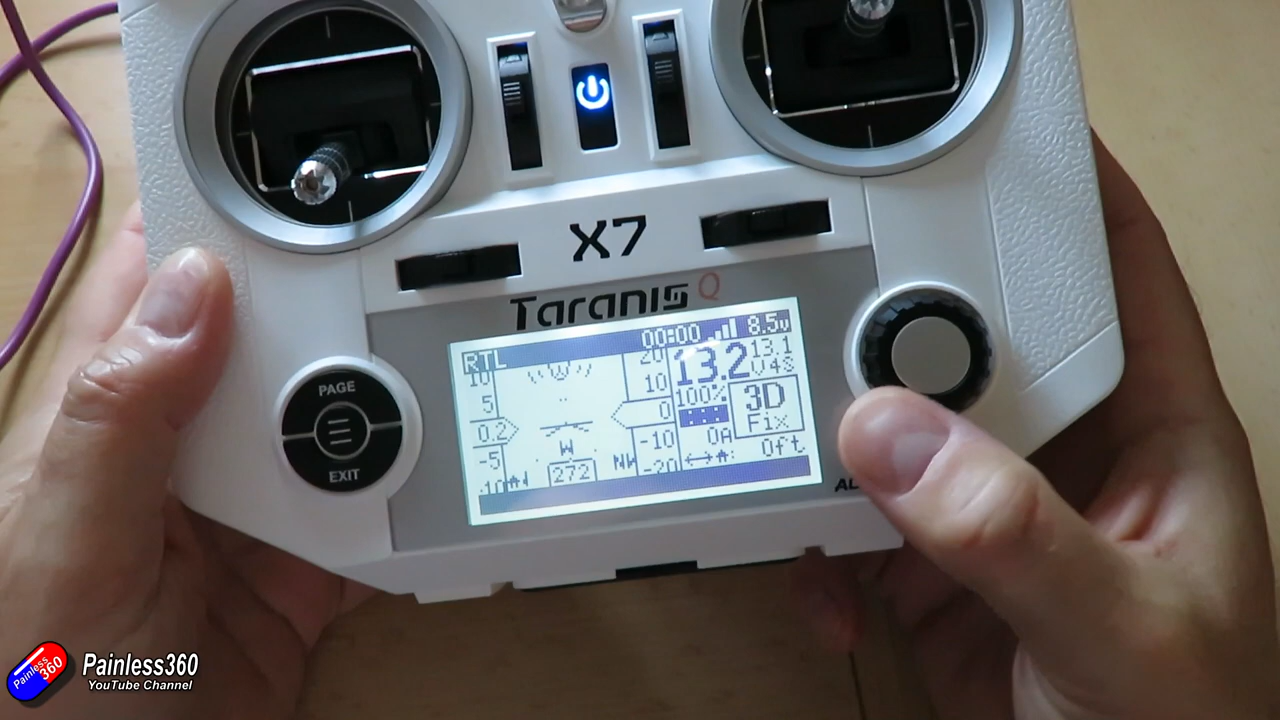 X7
Taranis Q
00:00 8.5v
RTL
20 13.2 13.1
10 10 100% 3D
5 0 Fix
0.2
-5 -10 0A 0ft
-10 W 272 NW -20
PAGE
EXIT
Painless360
Painless360
YouTube Channel